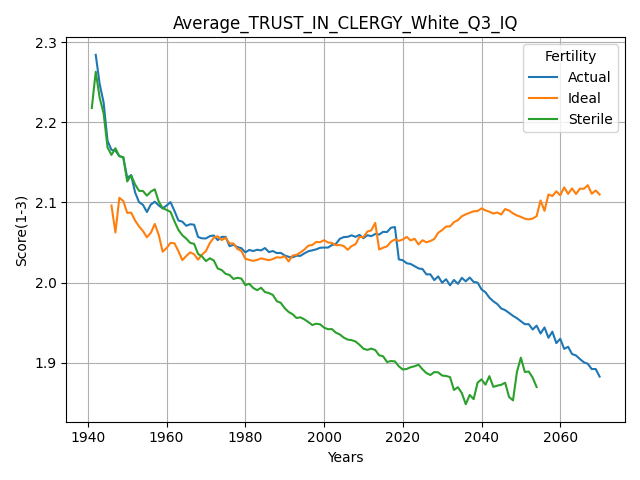 Average_TRUST_IN_CLERGY_White_Q3_IQ
Fertility
Actual
Ideal
Sterile
Score(1-3)
2.3
2.2
2.1
2.0
1.9
1940 1960 1980 2000 2020 2040 2060
Years